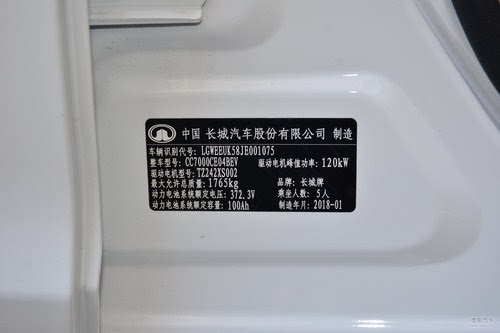 中国 长城汽车股份有限公司 制造
车辆识别代号: LGWEEUK58JE001075
整车型号: CC7000CE04BEV 驱动电机峰值功率: 120kW
驱动电机型号: TZ242XS002
最大允许总质量: 1765kg 品牌: 长城牌
动力电池系统额定电压: 372.3V 乘坐人数: 5人
动力电池系统额定容量: 100Ah 制造年月: 2018-01